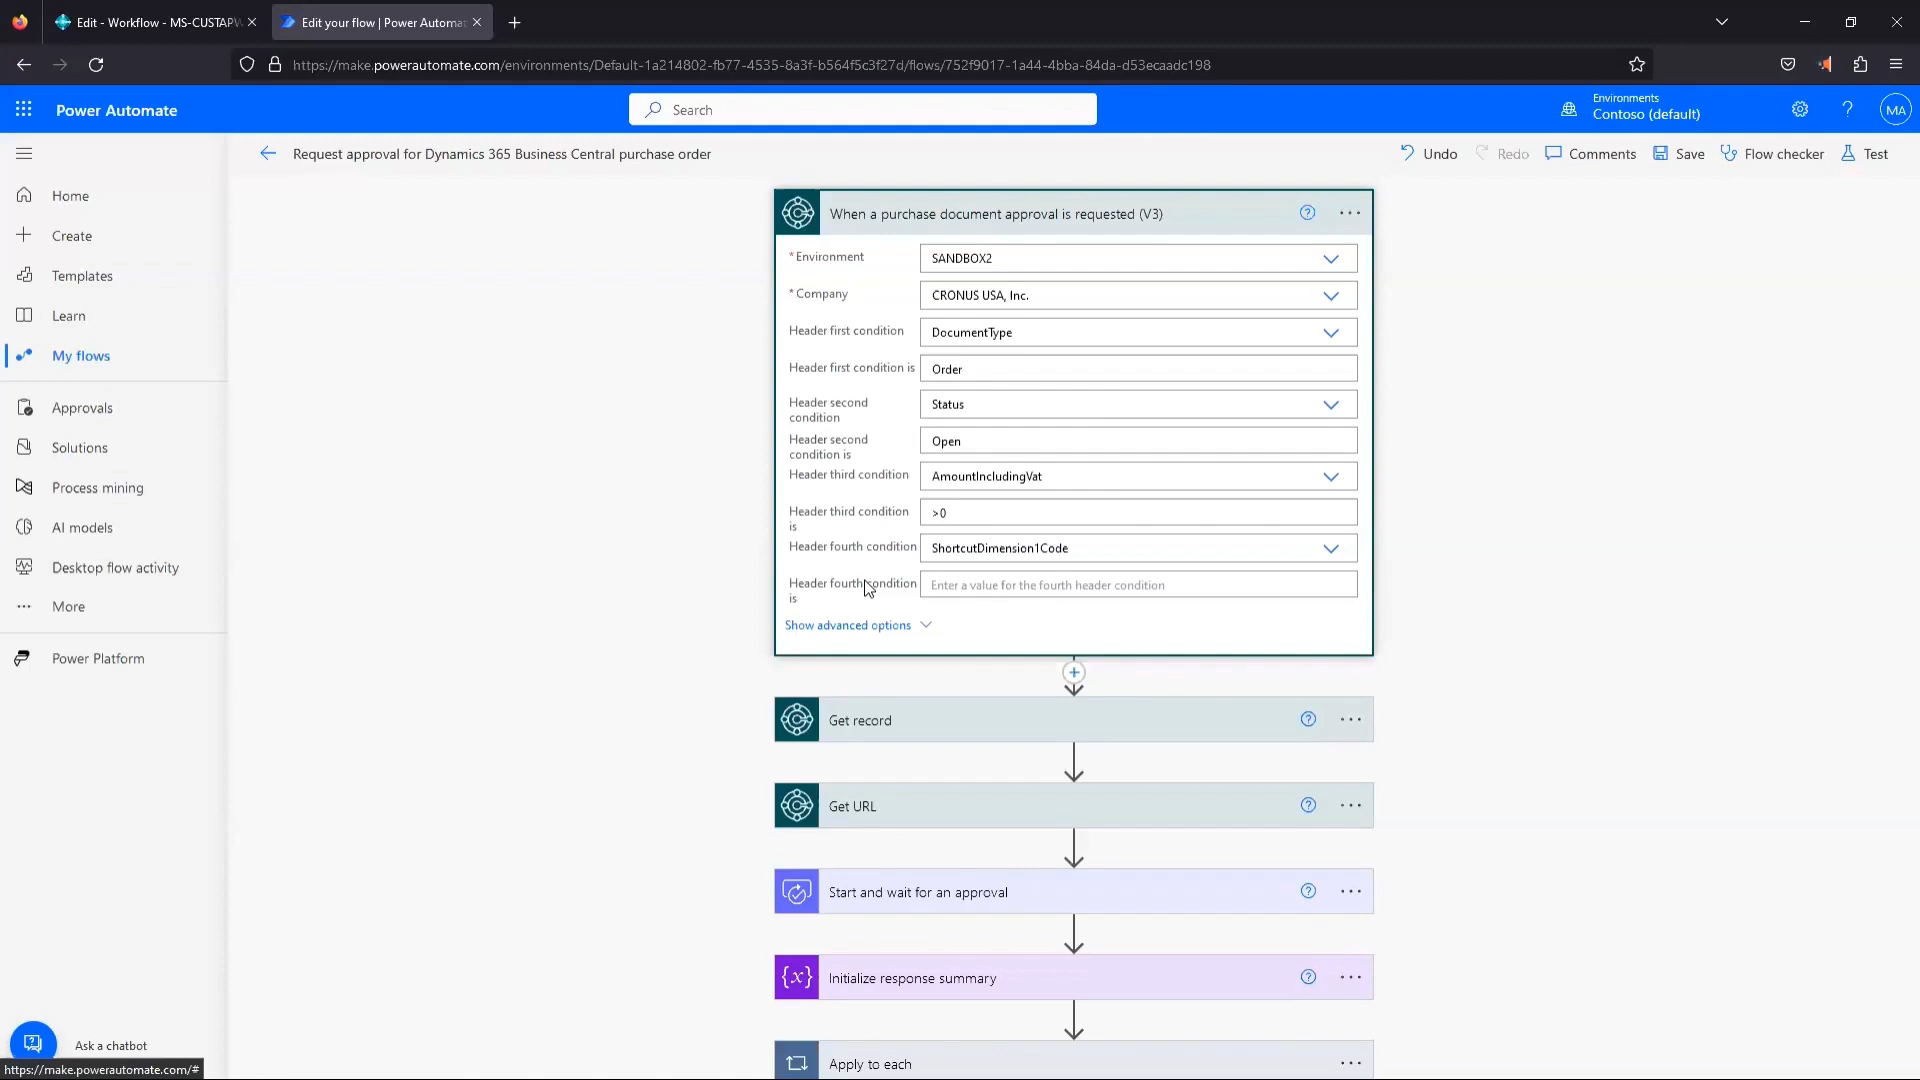 Edit - Workflow - MS-CUSTAPW
Edit your flow | Power Automa
https://make.powerautomate.com/environments/Default-1a214802-fb77-4535-8a3f-b564f5c3f27d/flows/752f9017-1a44-4bba-84da-d53ecaadc198
Power Automate
Search
Environments
Contoso (default)
MA
Request approval for Dynamics 365 Business Central purchase order
Undo
Redo
Comments
Save
Flow checker
Test
Home
Create
Templates
Learn
My flows
Approvals
Solutions
Process mining
AI models
Desktop flow activity
More
Power Platform
Ask a chatbot
https://make.powerautomate.com/#
When a purchase document approval is requested (V3)
* Environment
SANDBOX2
* Company
CRONUS USA, Inc.
Header first condition
DocumentType
Header first condition is
Order
Header second
condition
Status
Header second
condition is
Open
Header third condition
AmountIncludingVat
Header third condition
is
>0
Header fourth condition
ShortcutDimension1Code
Header fourth condition
is
Enter a value for the fourth header condition
Show advanced options
Get record
Get URL
Start and wait for an approval
{x}
Initialize response summary
Apply to each